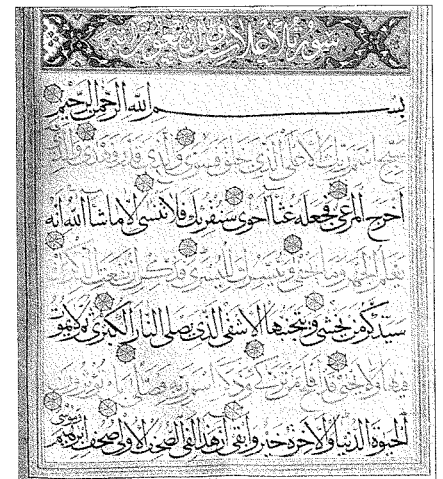 سورة الاعلى
بسم الله الرحمن الرحيم
سبح اسم ربك الاعلى الذى خلق فسوى والذى قدر فهدى والذى
اخرج المرعى فجعله غثاا احوى سنقرئك فلا تنسى الا ماشاا الله انه
يعلم الجهر وما يخفى ونيسرك لليسرى فذكر ان نفعت الذكرى
سيذكر من يخشى ويتجنبها الاشقى الذى يصلى النار الكبرى ثم لا يموت
فيها ولا يحيى قد افلح من تزكى وذكر اسم ربه فصلى بل تؤثرون
الحيوة الدنيا والاخرة خير وابقى ان هذا لفى الصحف الاولى صحف ابرهيم
وموسى